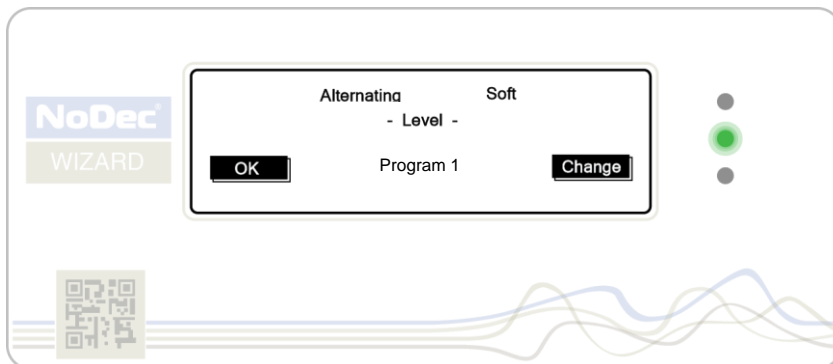 NoDec®
WIZARD
Alternating Soft
- Level -
OK Program 1 Change